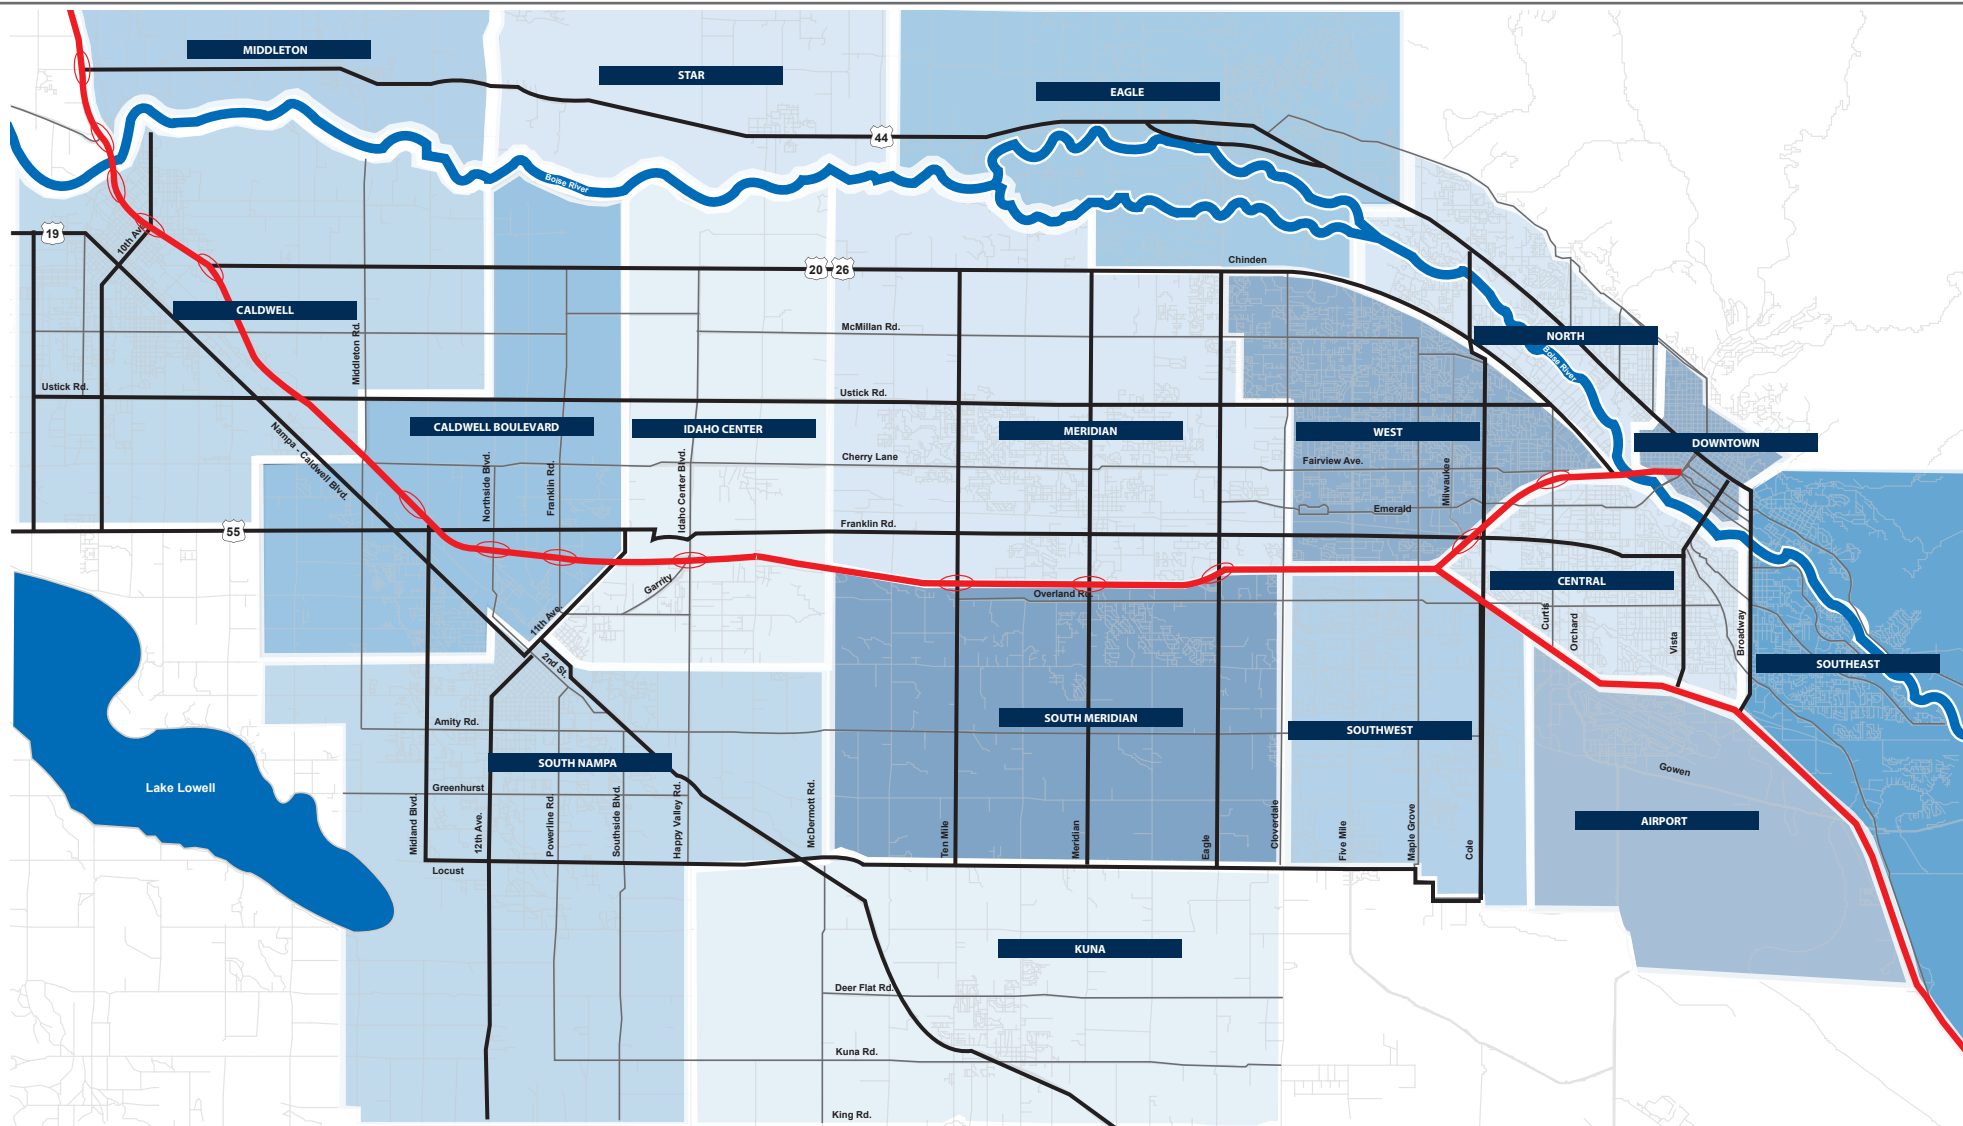 MIDDLETON
STAR
EAGLE
44
Boise River
19
10th Ave.
20 26
Chinden
CALDWELL
Middleton Rd.
McMillan Rd.
NORTH
Boise River
Ustick Rd.
Ustick Rd.
CALDWELL BOULEVARD
IDAHO CENTER
MERIDIAN
WEST
DOWNTOWN
Nampa - Caldwell Blvd.
Northside Blvd.
Franklin Rd.
Idaho Center Blvd.
Cherry Lane
Fairview Ave.
Milwaukee
Emerald
55
Franklin Rd.
Garrity
Overland Rd.
CENTRAL
11th Ave.
2nd St.
Curtis
Orchard
Vista
Broadway
SOUTHEAST
Amity Rd.
SOUTH MERIDIAN
SOUTHWEST
SOUTH NAMPA
Gowen
Lake Lowell
Greenhurst
Midland Blvd.
12th Ave.
Powerline Rd.
Southside Blvd.
Happy Valley Rd.
McDermott Rd.
Ten Mile
Meridian
Eagle
Cloverdale
Five Mile
Maple Grove
Cole
AIRPORT
Locust
KUNA
Deer Flat Rd.
Kuna Rd.
King Rd.